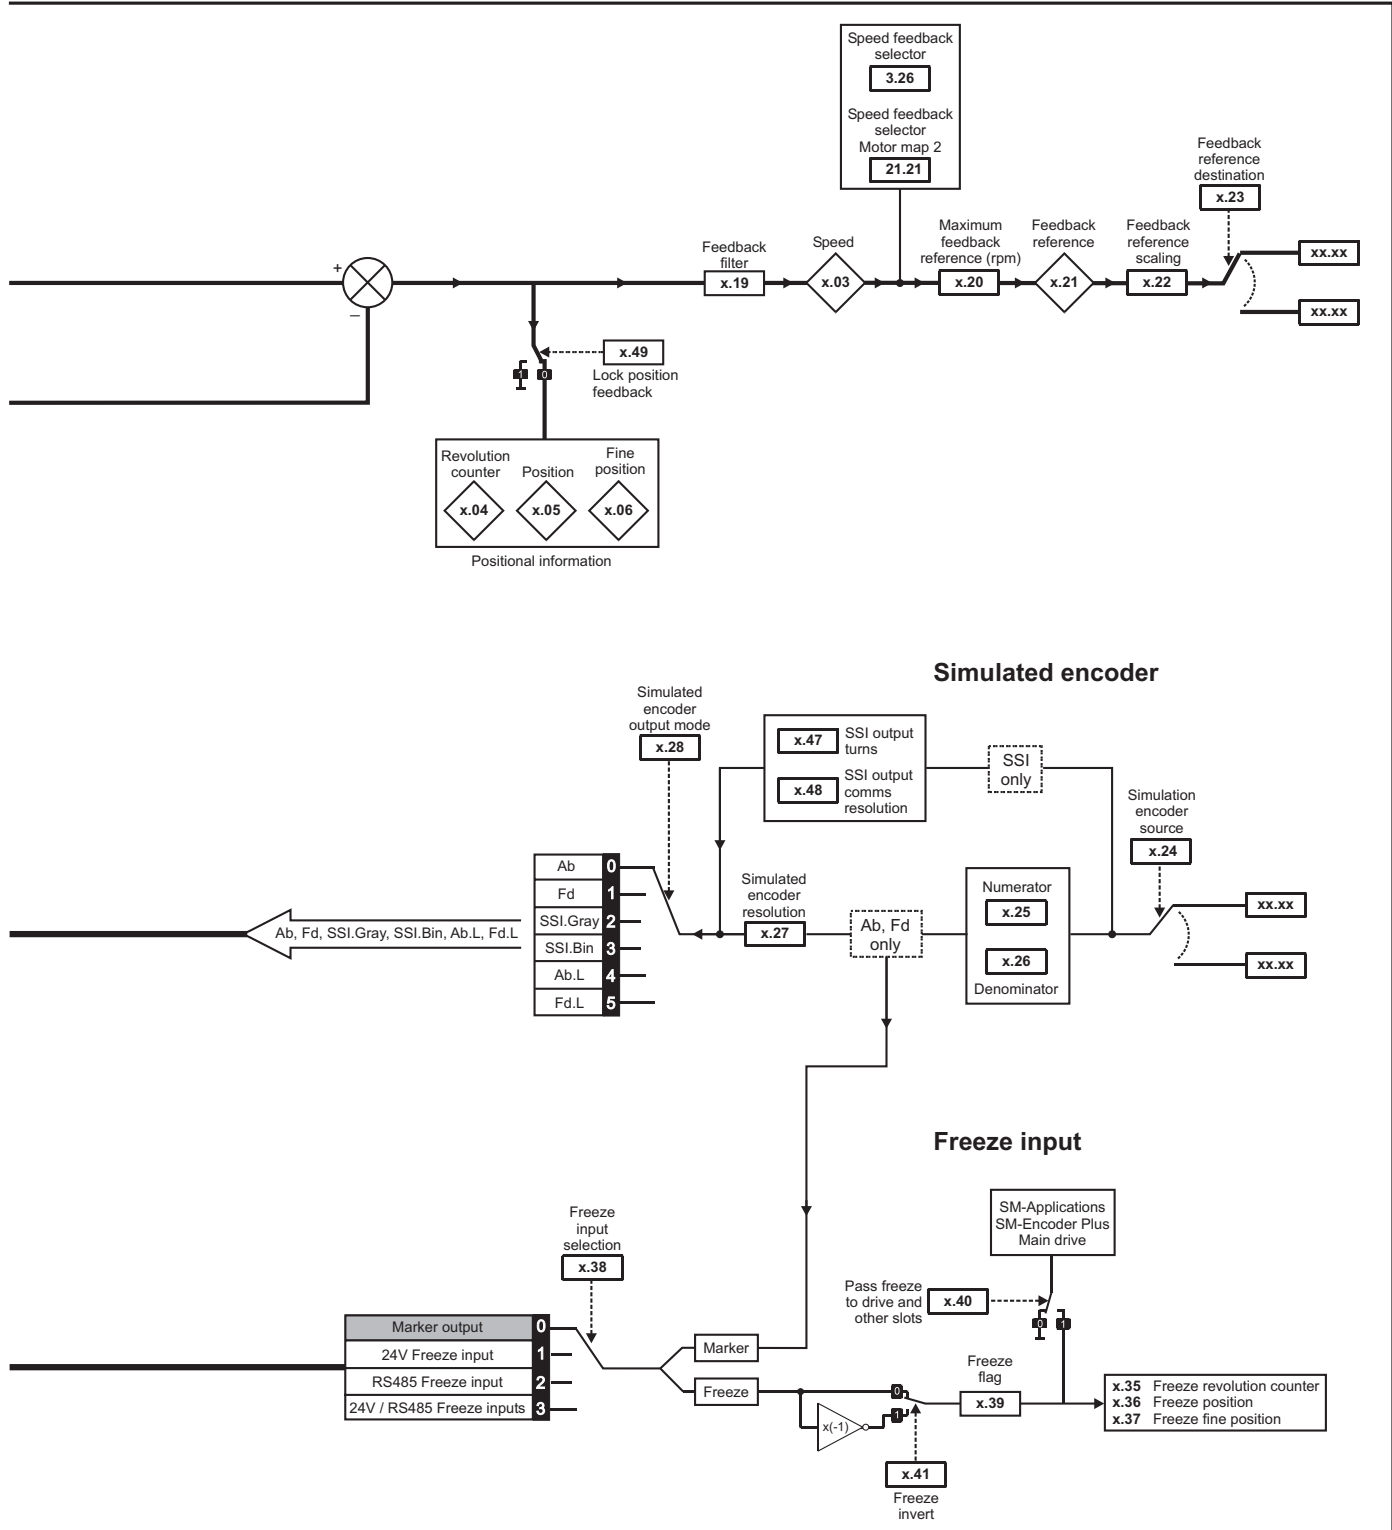 Speed feedback
selector
3.26
Speed feedback
selector
Motor map 2
21.21
Feedback
reference
destination
x.23
Feedback
filter
x.19
Speed
x.03
Maximum
feedback
reference (rpm)
x.20
Feedback
reference
x.21
Feedback
reference
scaling
x.22
xx.xx
xx.xx
+
–
x.49
Lock position
feedback
1
0
Revolution
counter
x.04
Position
x.05
Fine
position
x.06
Positional information
Simulated encoder
Simulated
encoder
output mode
x.28
x.47
SSI output
turns
x.48
SSI output
comms
resolution
SSI
only
Simulation
encoder
source
x.24
Ab 0
Fd 1
SSI.Gray 2
SSI.Bin 3
Ab.L 4
Fd.L 5
Ab, Fd, SSI.Gray, SSI.Bin, Ab.L, Fd.L
Simulated
encoder
resolution
x.27
Ab, Fd
only
Numerator
x.25
x.26
Denominator
xx.xx
xx.xx
Freeze input
Freeze
input
selection
x.38
SM-Applications
SM-Encoder Plus
Main drive
Pass freeze
to drive and
other slots
x.40
0
1
Marker output 0
24V Freeze input 1
RS485 Freeze input 2
24V / RS485 Freeze inputs 3
Marker
Freeze
x(-1)
0
1
Freeze
flag
x.39
x.41
Freeze
invert
x.35 Freeze revolution counter
x.36 Freeze position
x.37 Freeze fine position